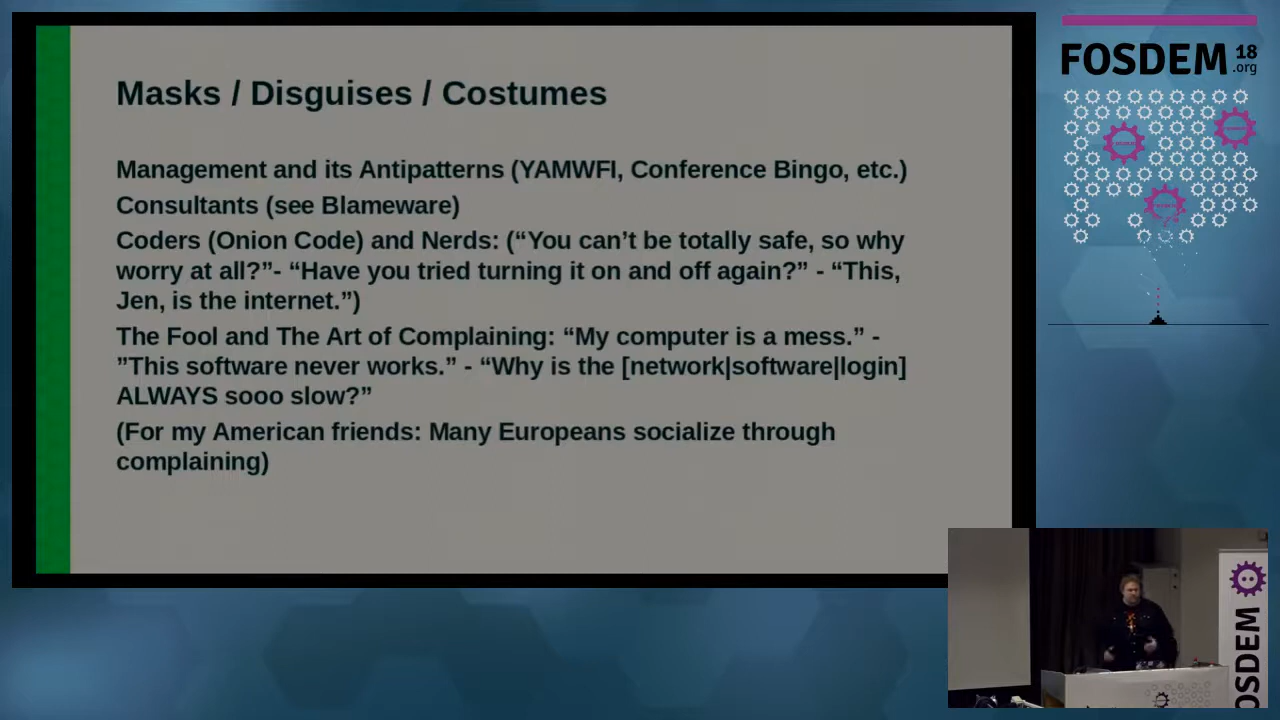 Masks / Disguises / Costumes
Management and its Antipatterns (YAMWFI, Conference Bingo, etc.)
Consultants (see Blameware)
Coders (Onion Code) and Nerds: (“You can’t be totally safe, so why
worry at all?”- “Have you tried turning it on and off again?” - “This,
Jen, is the internet.”)
The Fool and The Art of Complaining: “My computer is a mess.” -
”This software never works.” - “Why is the [network|software|login]
ALWAYS sooo slow?”
(For my American friends: Many Europeans socialize through
complaining)
FOSDEM 18
.org
OSDEM